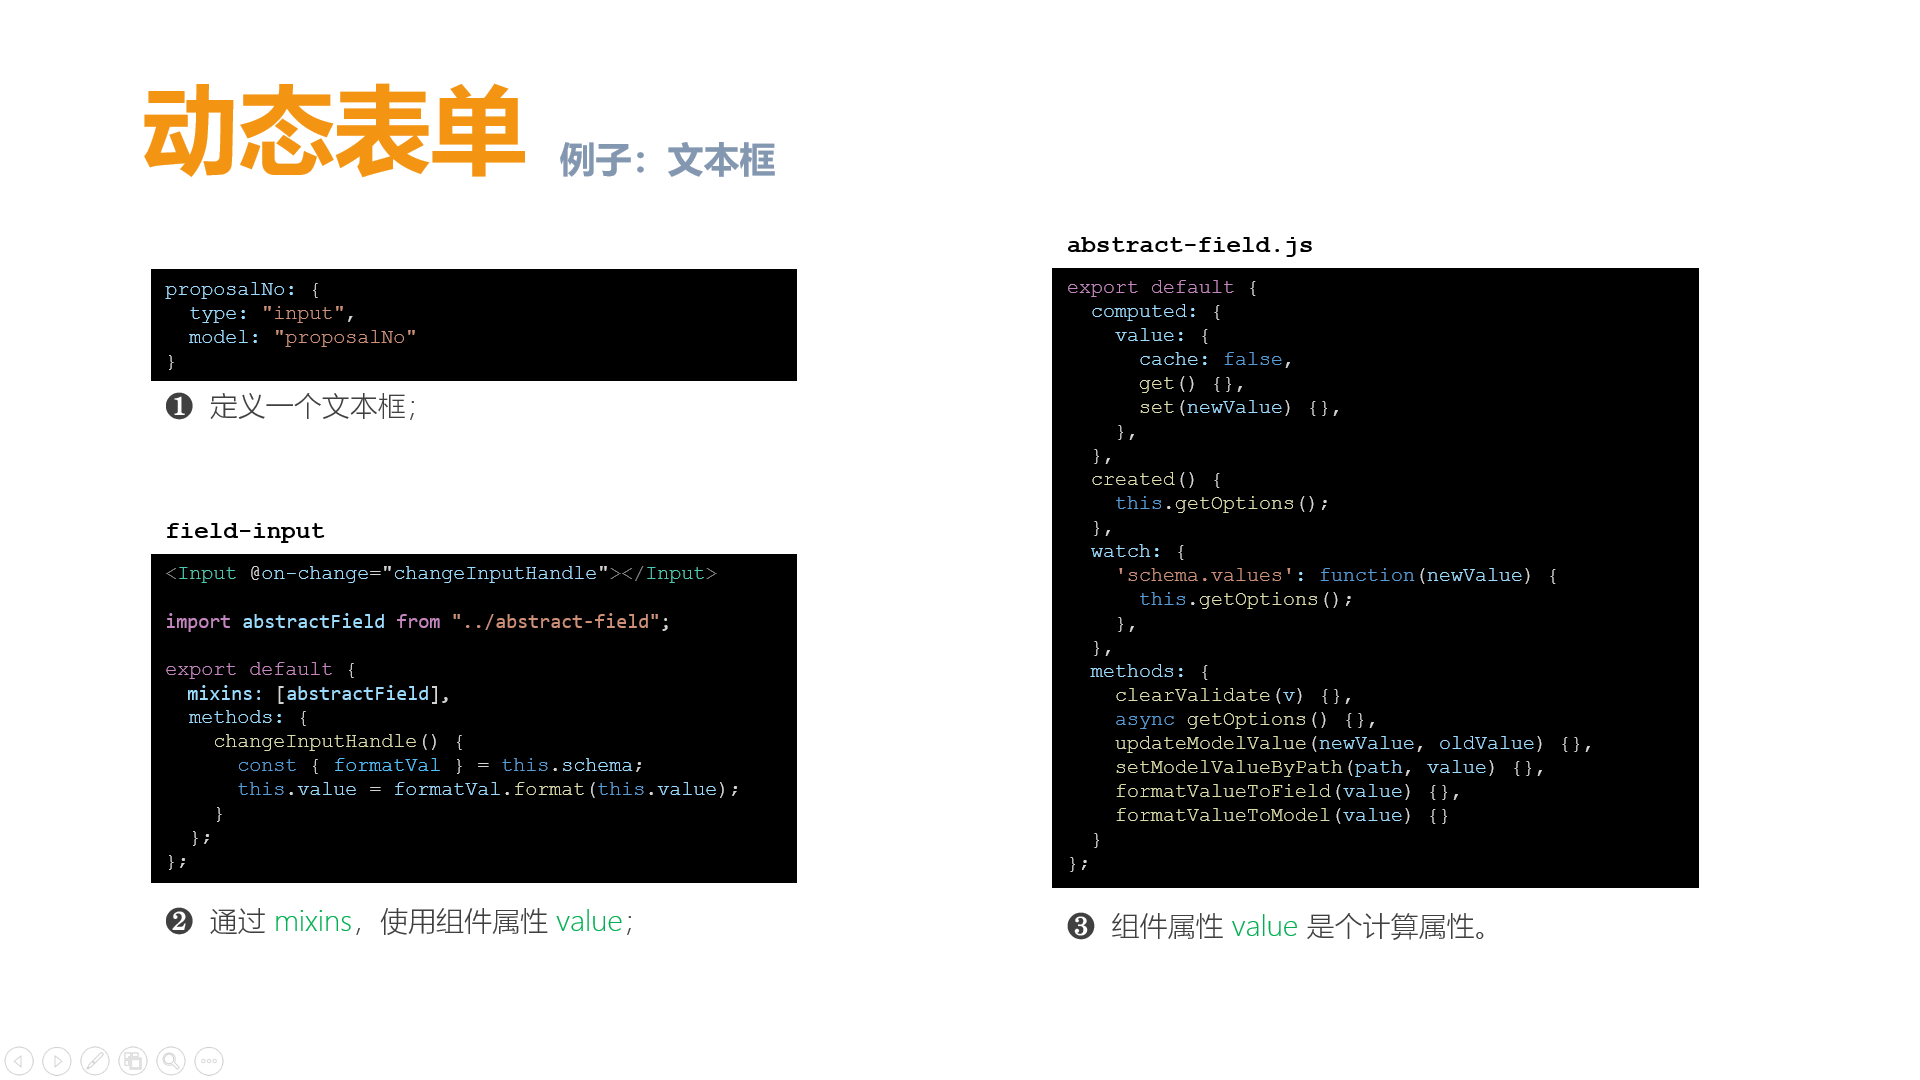 动态表单 例子：文本框
proposalNo: {
  type: "input",
  model: "proposalNo"
}
❶ 定义一个文本框；
field-input
<Input @on-change="changeInputHandle"></Input>

import abstractField from "../abstract-field";

export default {
  mixins: [abstractField],
  methods: {
    changeInputHandle() {
      const { formatVal } = this.schema;
      this.value = formatVal.format(this.value);
    }
  };
};
❷ 通过 mixins，使用组件属性 value；
abstract-field.js
export default {
  computed: {
    value: {
      cache: false,
      get() {},
      set(newValue) {},
    },
  },
  created() {
    this.getOptions();
  },
  watch: {
    'schema.values': function(newValue) {
      this.getOptions();
    },
  },
  methods: {
    clearValidate(v) {},
    async getOptions() {},
    updateModelValue(newValue, oldValue) {},
    setModelValueByPath(path, value) {},
    formatValueToField(value) {},
    formatValueToModel(value) {}
  }
};
❸ 组件属性 value 是个计算属性。